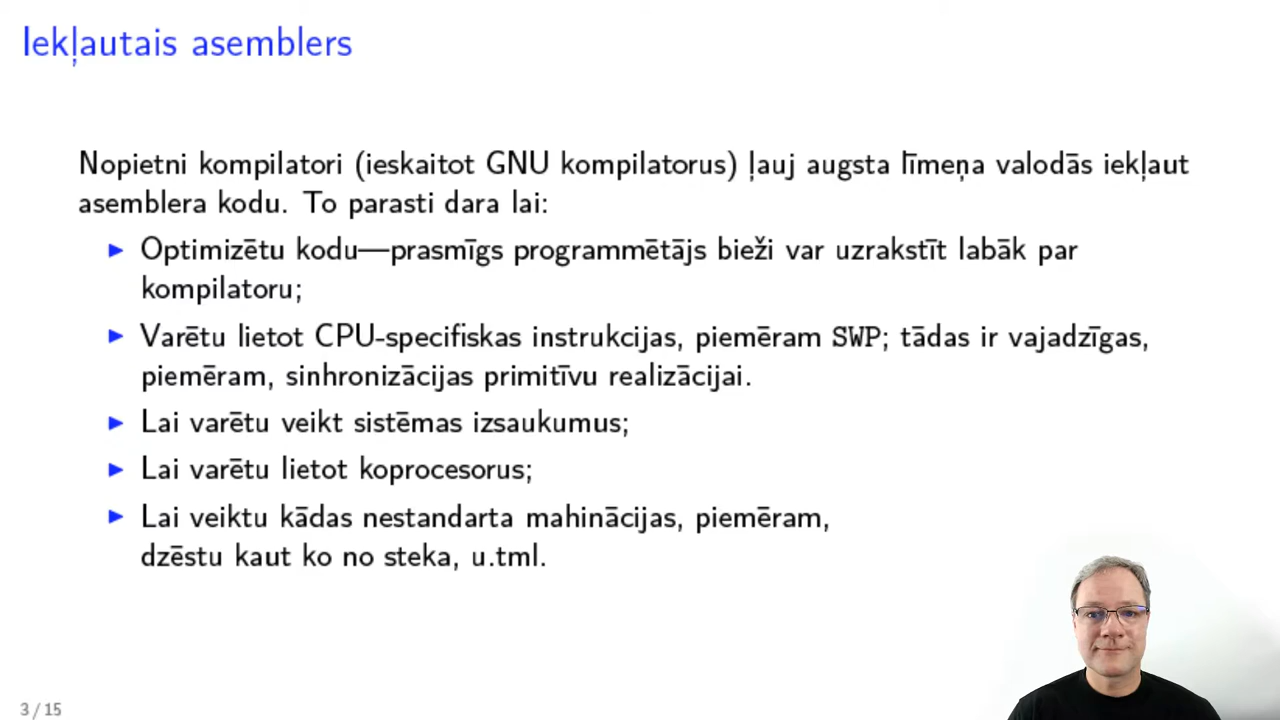 Iekļautais asemblers
Nopietni kompilatori (ieskaitot GNU kompilatorus) ļauj augsta līmeņa valodās iekļaut
asemblera kodu. To parasti dara lai:
Optimizētu kodu—prasmīgs programmētājs bieži var uzrakstīt labāk par
kompilatoru;
Varētu lietot CPU-specifiskas instrukcijas, piemēram SWP; tādas ir vajadzīgas,
piemēram, sinhronizācijas primitīvu realizācijai.
Lai varētu veikt sistēmas izsaukumus;
Lai varētu lietot koprocesorus;
Lai veiktu kādas nestandarta mahinācijas, piemēram,
dzēstu kaut ko no steka, u.tml.
3 / 15